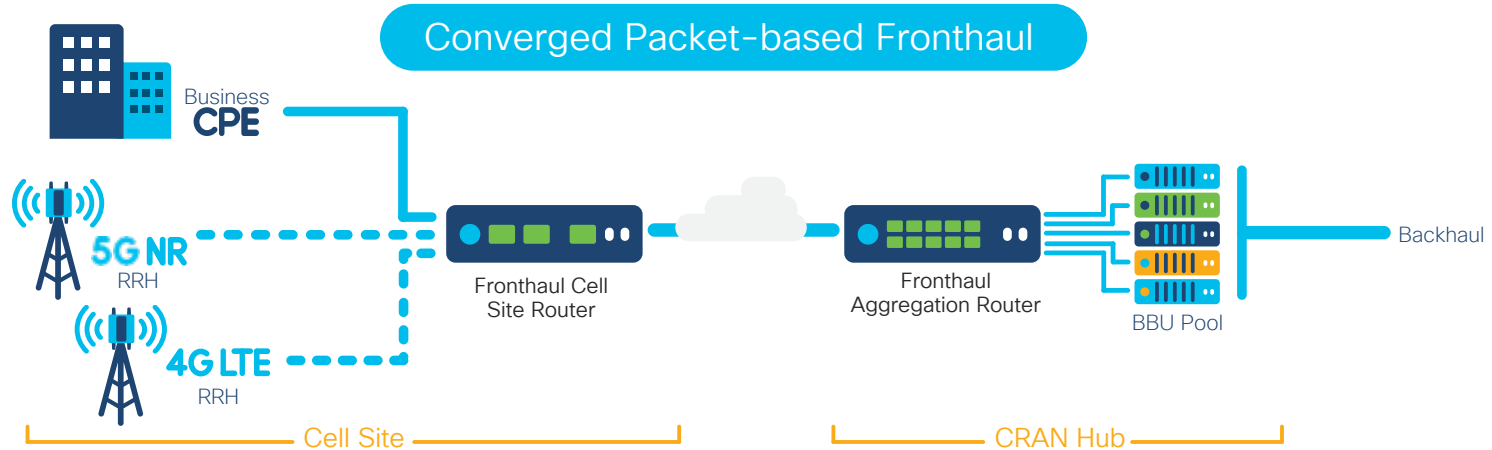 Converged Packet-based Fronthaul
Business
CPE
5G NR
RRH
4G LTE
RRH
Fronthaul Cell
Site Router
Fronthaul
Aggregation Router
BBU Pool
Backhaul
Cell Site
CRAN Hub